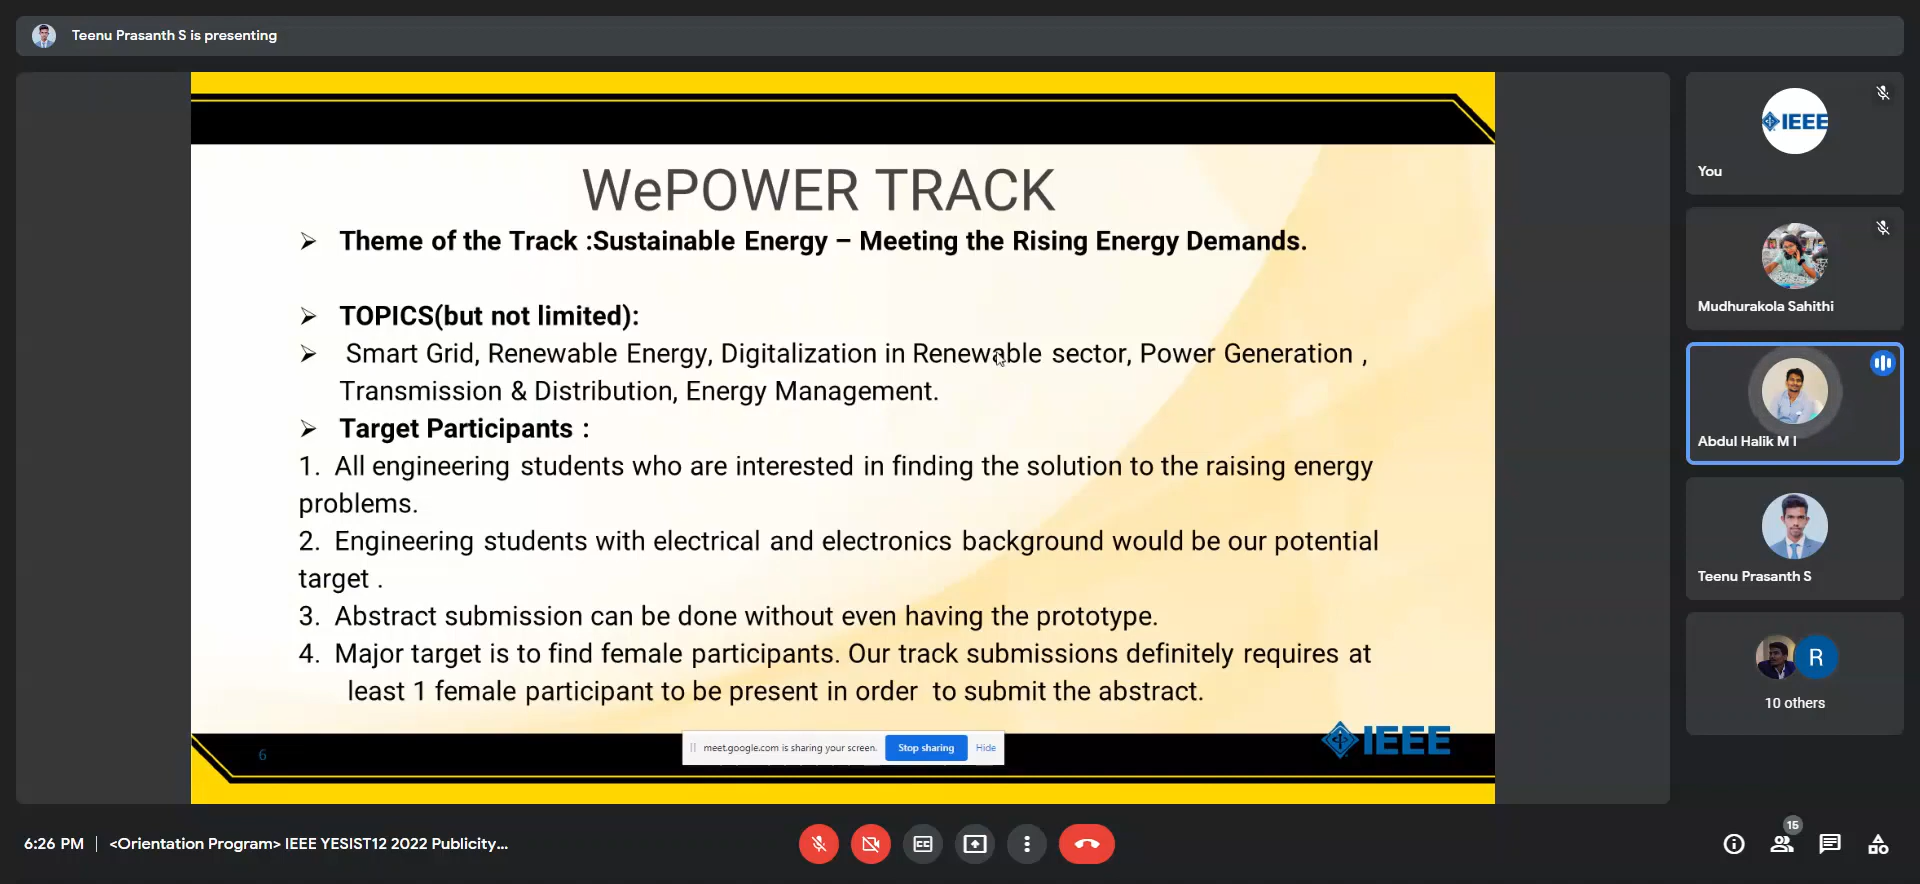 Teenu Prasanth S is presenting
WePOWER TRACK
➢ Theme of the Track :Sustainable Energy – Meeting the Rising Energy Demands.
➢ TOPICS(but not limited):
➢ Smart Grid, Renewable Energy, Digitalization in Renewable sector, Power Generation ,
Transmission & Distribution, Energy Management.
➢ Target Participants :
1. All engineering students who are interested in finding the solution to the raising energy
problems.
2. Engineering students with electrical and electronics background would be our potential
target .
3. Abstract submission can be done without even having the prototype.
4. Major target is to find female participants. Our track submissions definitely requires at
least 1 female participant to be present in order to submit the abstract.
6
meet.google.com is sharing your screen. Stop sharing Hide
IEEE
IEEE
You
Mudhurakola Sahithi
Abdul Halik M I
Teenu Prasanth S
R
10 others
6:26 PM | <Orientation Program> IEEE YESIST12 2022 Publicity...
CC
15